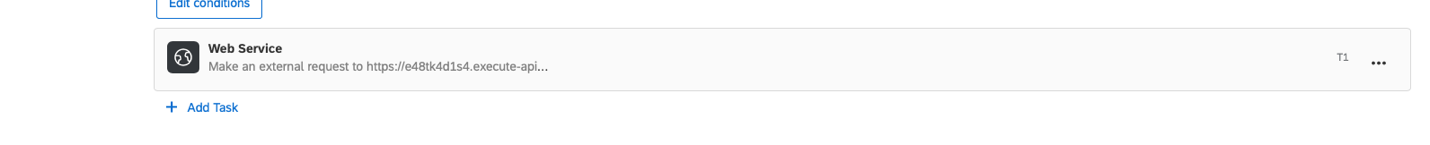 Edit conditions
Web Service
Make an external request to https://e48tk4d1s4.execute-api...
T1
Add Task